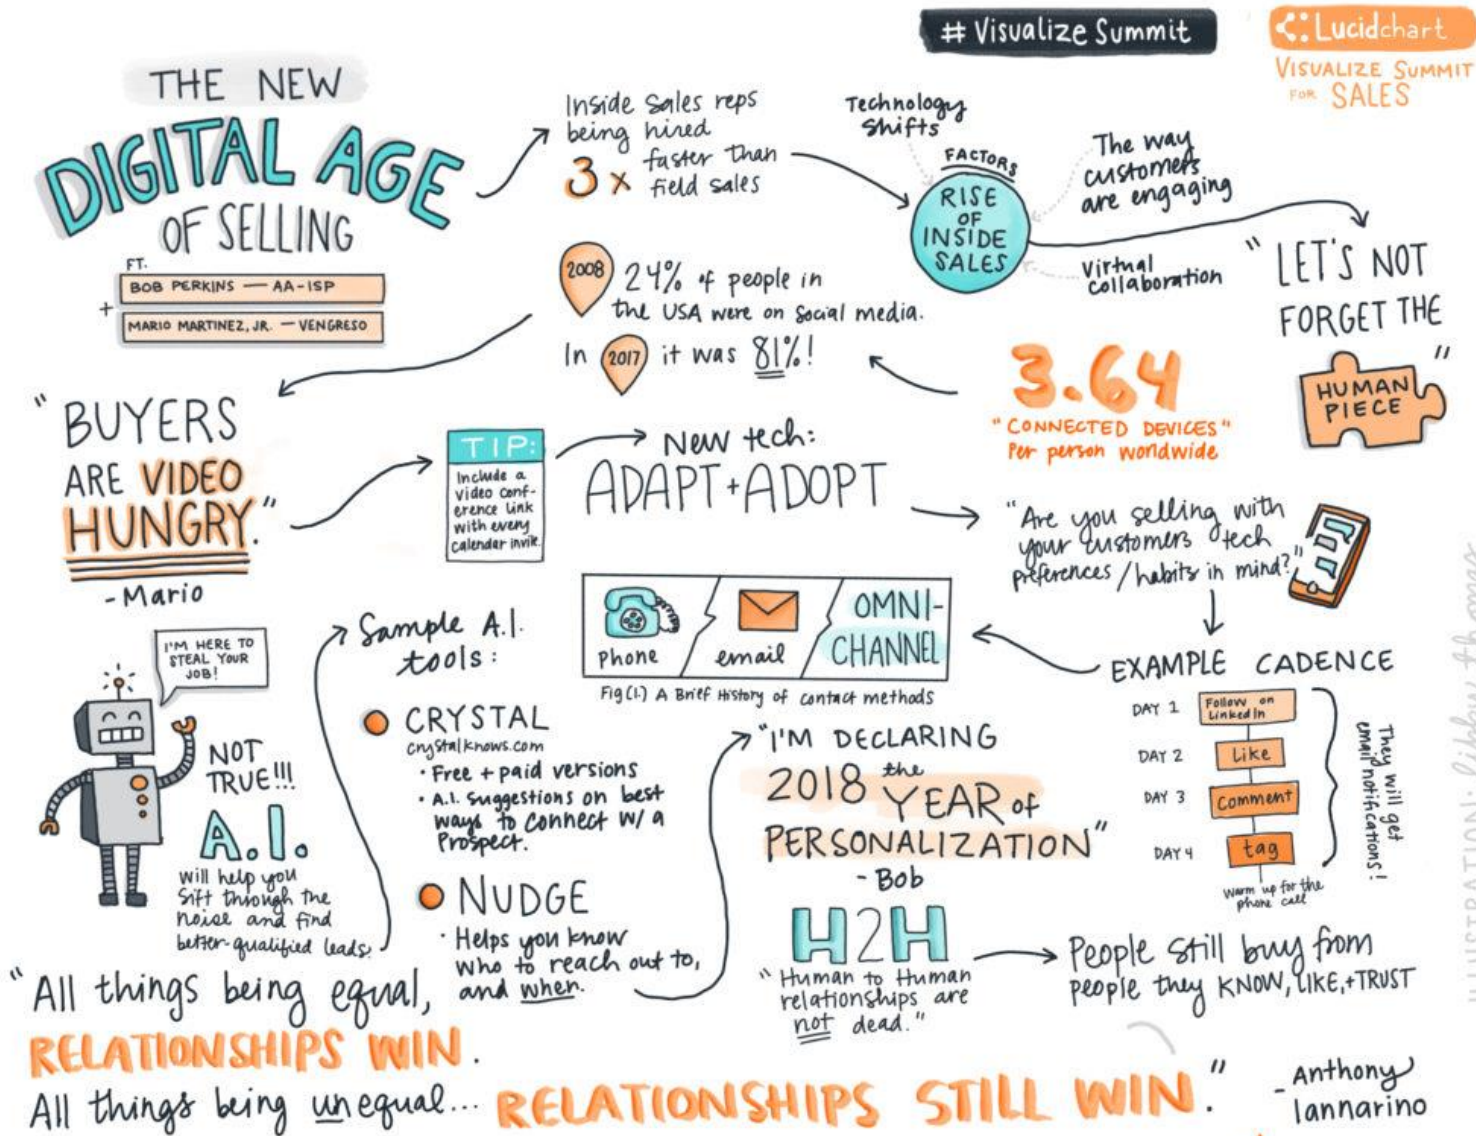 # Visualize Summit
Lucidchart
VISUALIZE SUMMIT
FOR SALES
THE NEW
DIGITAL AGE
OF SELLING
FT.
BOB PERKINS — AA-ISP
+
MARIO MARTINEZ, JR. — VENGRESO
Inside Sales reps
being hired
3x faster than
field sales
Technology
Shifts
FACTORS
RISE
OF
INSIDE
SALES
The way
customers
are engaging
Virtual
collaboration
"LET'S NOT
FORGET THE
HUMAN
PIECE"
3.64
"CONNECTED DEVICES"
Per person worldwide
2008 24% of people in
the USA were on Social media.
In 2017 it was 81%!
"BUYERS
ARE VIDEO
HUNGRY."
- Mario
TIP:
Include a
video conf-
erence link
with every
calendar invite.
New tech:
ADAPT + ADOPT
"Are you selling with
your customers tech
preferences/habits in mind?"
EXAMPLE CADENCE
DAY 1 Follow on
LinkedIn
DAY 2 Like
DAY 3 Comment
DAY 4 tag
Warm up for the
phone call
They will get
email notifications!
Phone
email
OMNI-
CHANNEL
Fig (1.) A Brief History of contact methods
I'M HERE TO
STEAL YOUR
JOB!
NOT
TRUE!!!
A.I.
will help you
Sift through the
noise and find
better-qualified leads.
Sample A.I.
tools:
CRYSTAL
crystalknows.com
• Free + paid versions
• A.I. Suggestions on best
ways to connect w/ a
Prospect.
NUDGE
• Helps you know
who to reach out to,
and when.
"I'M DECLARING
2018 the
YEAR of
PERSONALIZATION"
- Bob
H2H
"Human to Human
relationships are
not dead."
People Still buy from
people they KNOW, LIKE, + TRUST
"All things being equal,
RELATIONSHIPS WIN.
All things being unequal... RELATIONSHIPS STILL WIN."
- Anthony
Iannarino